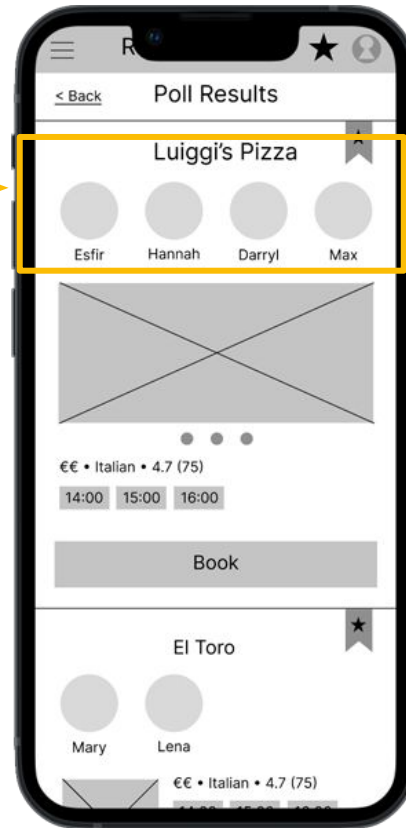 R
< Back Poll Results
Luiggi's Pizza
Esfir Hannah Darryl Max
€€ • Italian • 4.7 (75)
14:00 15:00 16:00
Book
El Toro
Mary Lena
€€ • Italian • 4.7 (75)